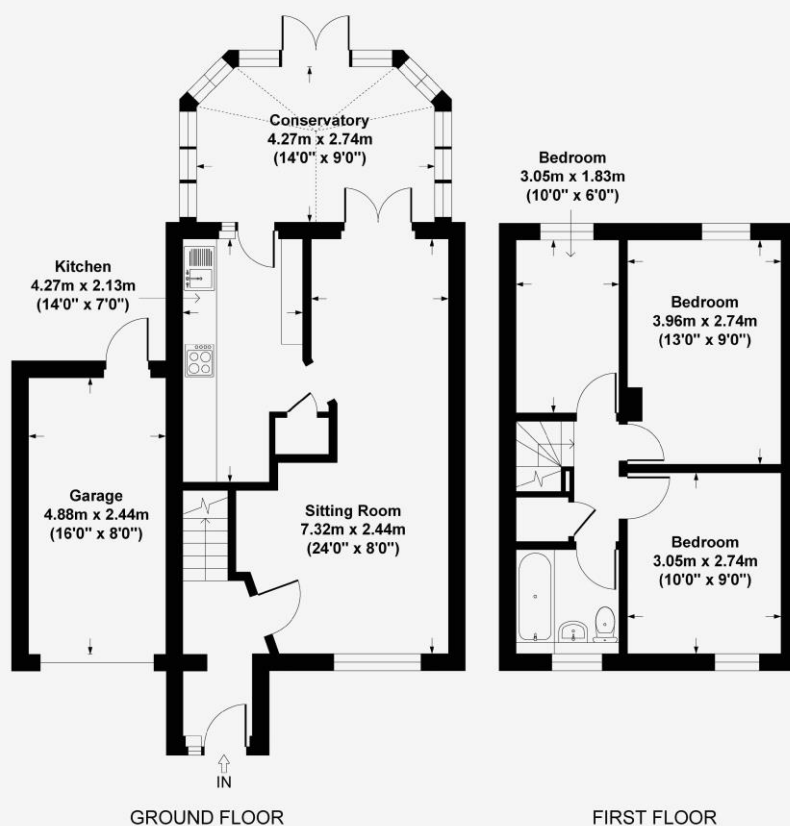 Conservatory
4.27m x 2.74m
(14'0" x 9'0")
Bedroom
3.05m x 1.83m
(10'0" x 6'0")
Kitchen
4.27m x 2.13m
(14'0" x 7'0")
Bedroom
3.96m x 2.74m
(13'0" x 9'0")
Garage
4.88m x 2.44m
(16'0" x 8'0")
Sitting Room
7.32m x 2.44m
(24'0" x 8'0")
Bedroom
3.05m x 2.74m
(10'0" x 9'0")
IN
GROUND FLOOR
FIRST FLOOR